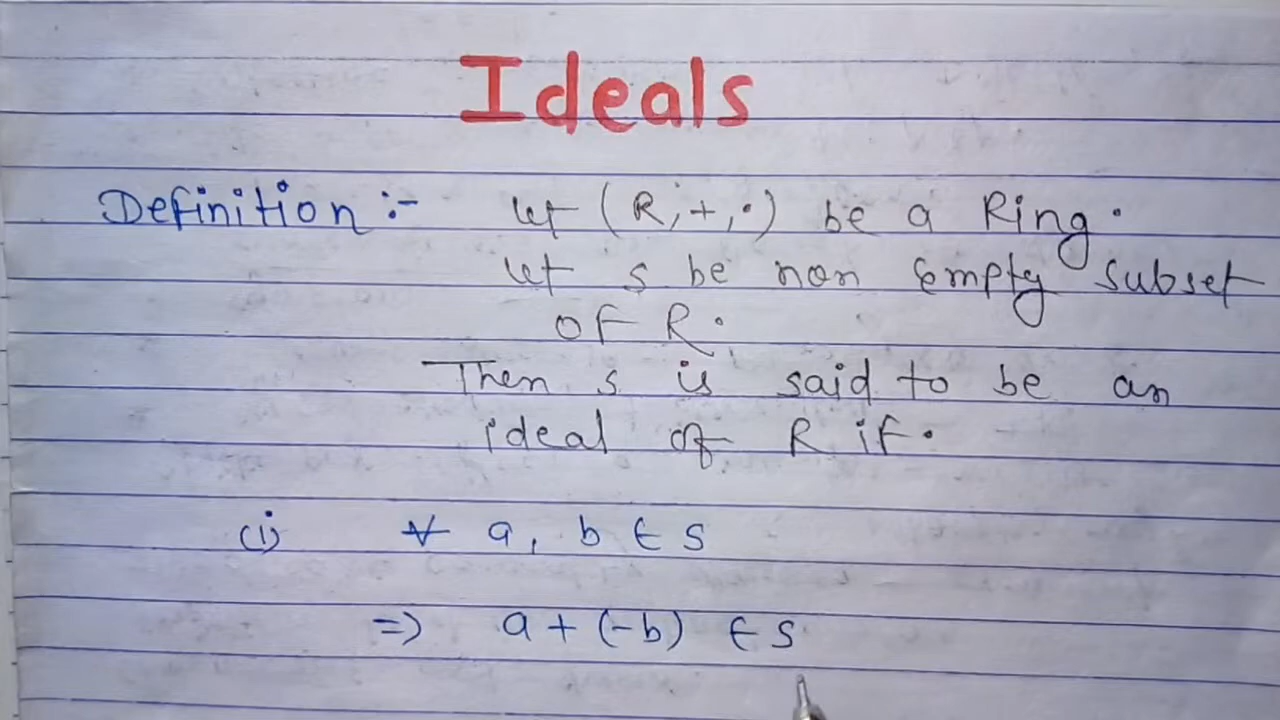 Ideals
Definition :- let (R, +, ·) be a Ring.
let s be non empty subset
of R.
Then s is said to be an
ideal of R if.
(i) ∀ a, b ∈ S
=> a + (-b) ∈ S